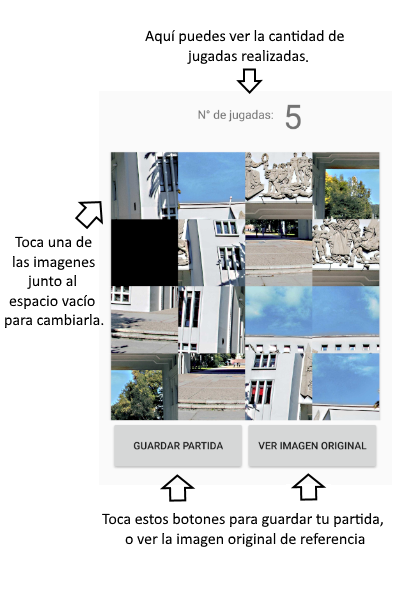 Aquí puedes ver la cantidad de
jugadas realizadas.
N° de jugadas: 5
Toca una de
las imagenes
junto al
espacio vacío
para cambiarla.
GUARDAR PARTIDA
VER IMAGEN ORIGINAL
Toca estos botones para guardar tu partida,
o ver la imagen original de referencia